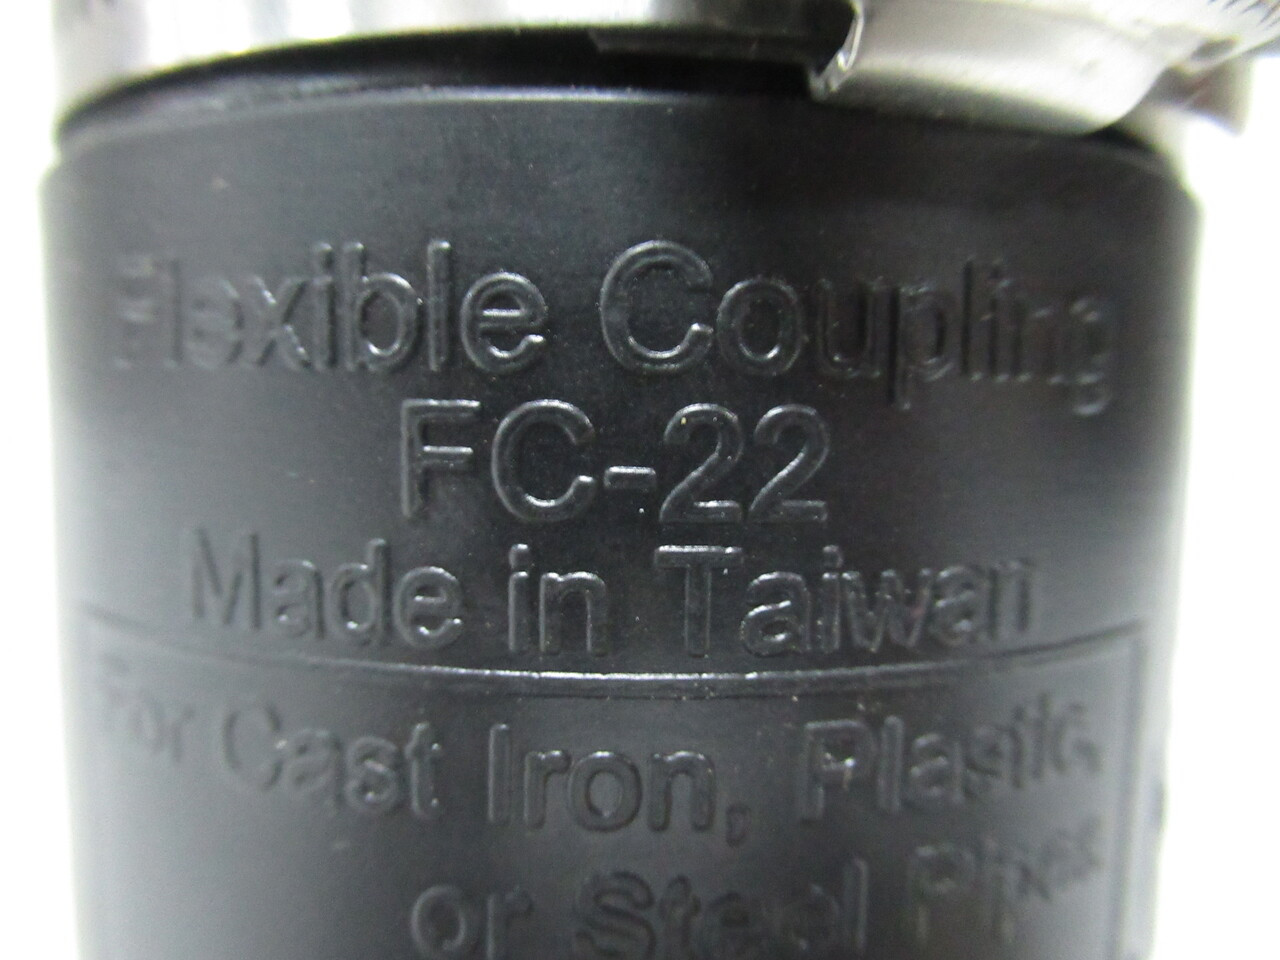 Flexible Coupling
FC-22
Made in Taiwan
For Cast Iron, Plastic,
or Steel Pipes